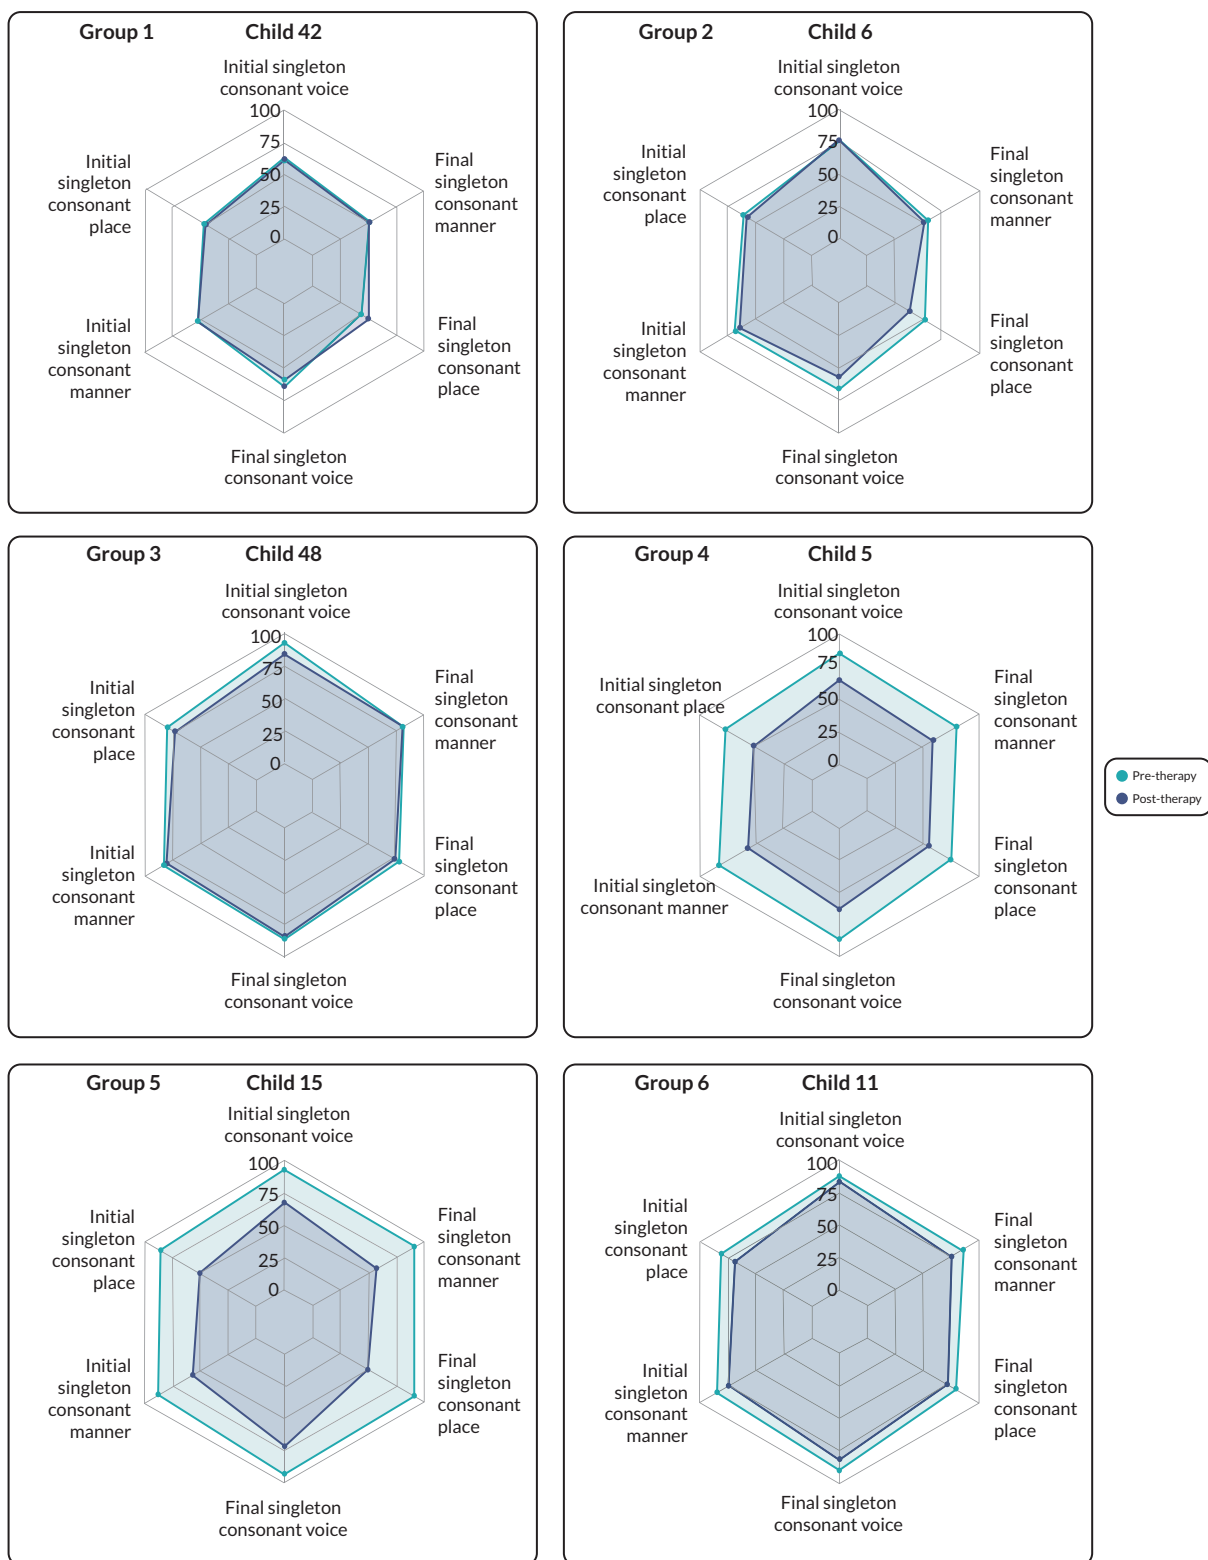 Group 1
Child 42
Initial singleton
consonant voice
100
75
50
25
0
Initial
singleton
consonant
place
Final
singleton
consonant
manner
Initial
singleton
consonant
manner
Final
singleton
consonant
place
Final singleton
consonant voice
Group 2
Child 6
Initial singleton
consonant voice
100
75
50
25
0
Initial
singleton
consonant
place
Final
singleton
consonant
manner
Initial
singleton
consonant
manner
Final
singleton
consonant
place
Final singleton
consonant voice
Group 3
Child 48
Initial singleton
consonant voice
100
75
50
25
0
Initial
singleton
consonant
place
Final
singleton
consonant
manner
Initial
singleton
consonant
manner
Final
singleton
consonant
place
Final singleton
consonant voice
Group 4
Child 5
Initial singleton
consonant voice
100
75
50
25
0
Initial singleton
consonant place
Final
singleton
consonant
manner
Initial singleton
consonant manner
Final
singleton
consonant
place
Final singleton
consonant voice
Pre-therapy
Post-therapy
Group 5
Child 15
Initial singleton
consonant voice
100
75
50
25
0
Initial
singleton
consonant
place
Final
singleton
consonant
manner
Initial
singleton
consonant
manner
Final
singleton
consonant
place
Final singleton
consonant voice
Group 6
Child 11
Initial singleton
consonant voice
100
75
50
25
0
Initial
singleton
consonant
place
Final
singleton
consonant
manner
Initial
singleton
consonant
manner
Final
singleton
consonant
place
Final singleton
consonant voice